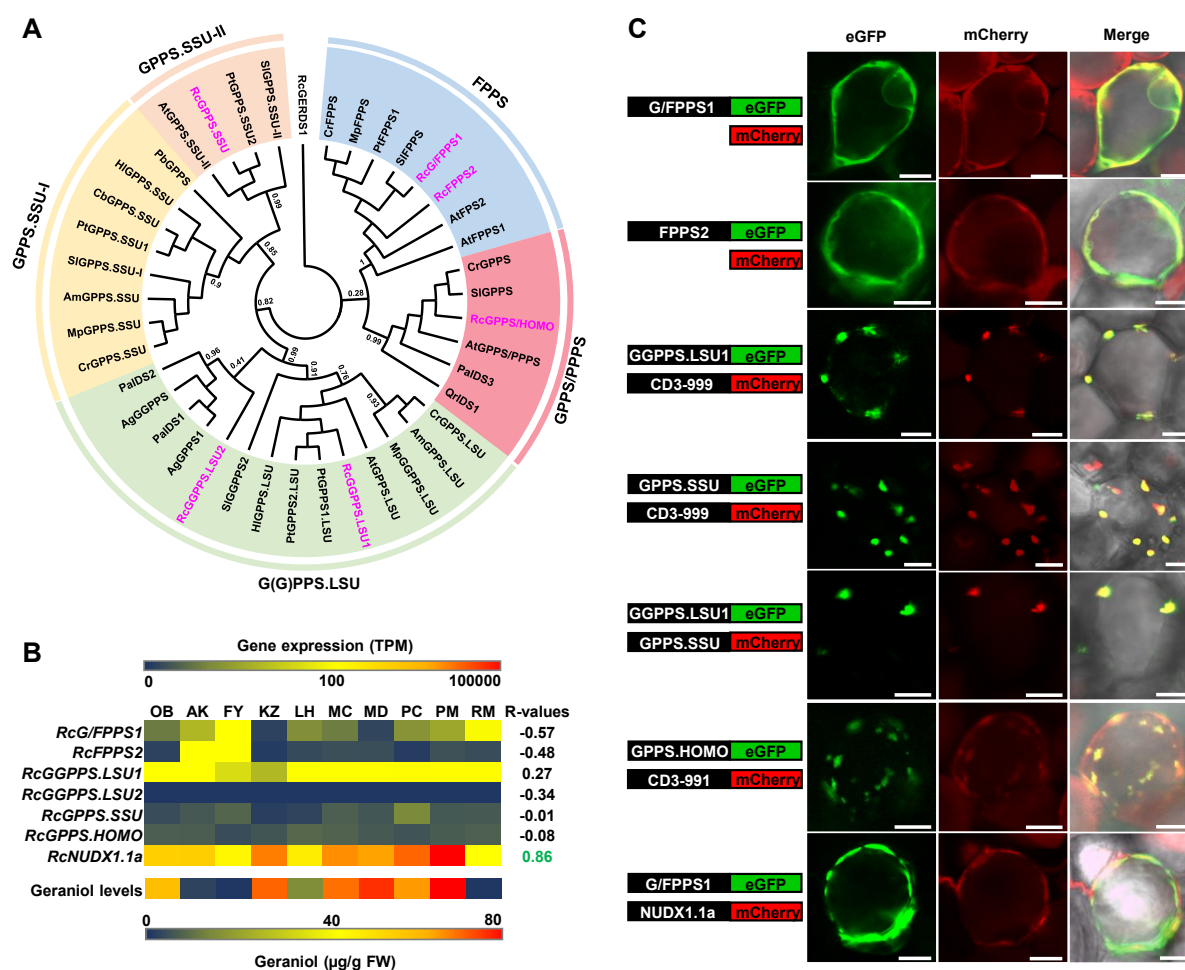 A
GPPS.SSU-II
FPPS
GPPS/PPPS
G(G)PPS.LSU
GPPS.SSU-I
RcGERDS1
CrFPPS
MpFPPS
PtFPPS1
SlFPPS
RcG/FPPS1
RcFPPS2
AtFPS2
AtFPPS1
CrGPPS
SlGPPS
RcGPPS/HOMO
AtGPPS/PPPS
PaIDS3
QrIDS1
CrGPPS.LSU
AmGPPS.LSU
MpGGPPS.LSU
AtGPPS.LSU
RcGGPPS.LSU1
PtGPPS1.LSU
PtGPPS2.LSU
HlGPPS.LSU
SlGGPPS2
RcGGPPS.LSU2
AgGPPS1
PaIDS1
AgGGPPS
PaIDS2
CrGPPS.SSU
MpGPPS.SSU
AmGPPS.SSU
SlGPPS.SSU-I
PtGPPS.SSU1
CbGPPS.SSU
HlGPPS.SSU
PbGPPS
AtGPPS.SSU-II
RcGPPS.SSU
PtGPPS.SSU2
SlGPPS.SSU-II
0.99
0.85
0.9
0.82
1
0.28
0.99
0.96
0.41
0.99
0.91
0.76
0.93
B
Gene expression (TPM)
0 100 100000
OB AK FY KZ LH MC MD PC PM RM R-values
RcG/FPPS1 -0.57
RcFPPS2 -0.48
RcGGPPS.LSU1 0.27
RcGGPPS.LSU2 -0.34
RcGPPS.SSU -0.01
RcGPPS.HOMO -0.08
RcNUDX1.1a 0.86
Geraniol levels
0 40 80
Geraniol (µg/g FW)
C
eGFP mCherry Merge
G/FPPS1 eGFP
mCherry
FPPS2 eGFP
mCherry
GGPPS.LSU1 eGFP
CD3-999 mCherry
GPPS.SSU eGFP
CD3-999 mCherry
GGPPS.LSU1 eGFP
GPPS.SSU mCherry
GPPS.HOMO eGFP
CD3-991 mCherry
G/FPPS1 eGFP
NUDX1.1a mCherry